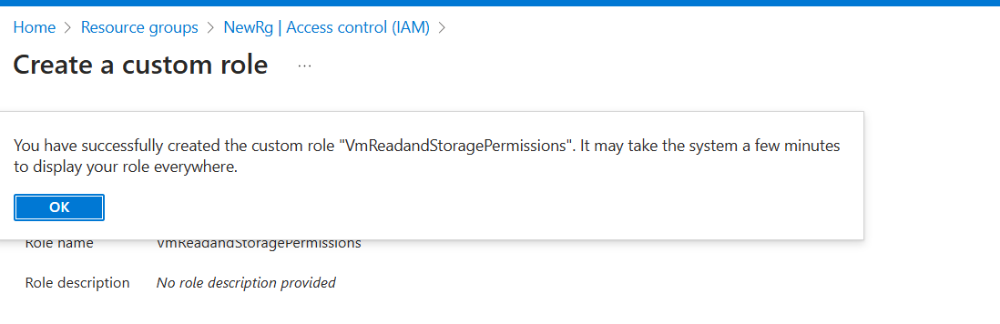 Home > Resource groups > NewRg | Access control (IAM) >
Create a custom role ...
You have successfully created the custom role "VmReadandStoragePermissions". It may take the system a few minutes
to display your role everywhere.
OK
Role name VmReadandStoragePermissions
Role description No role description provided